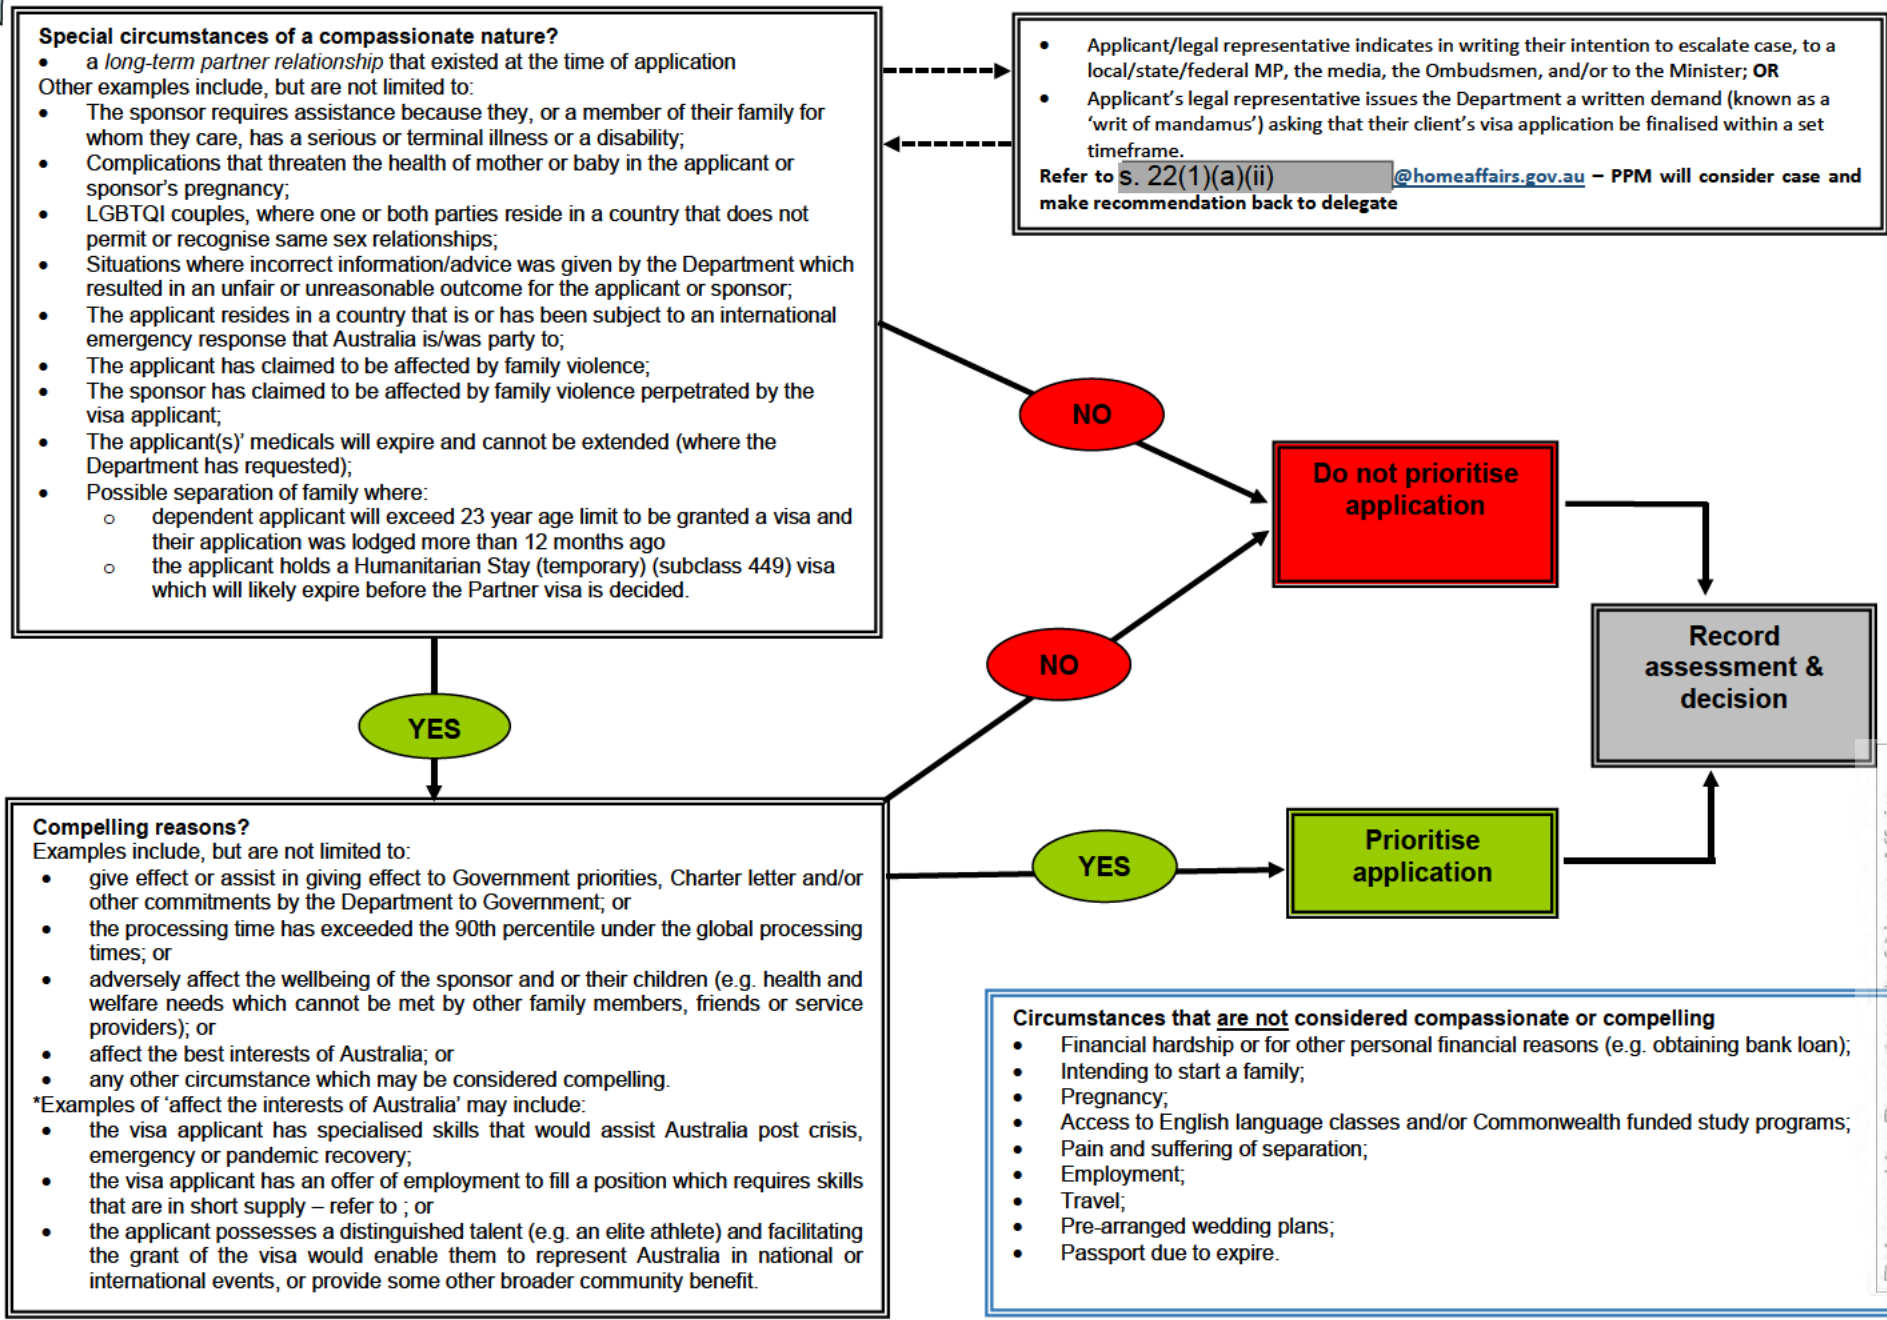 Special circumstances of a compassionate nature?
• a long-term partner relationship that existed at the time of application
Other examples include, but are not limited to:
• The sponsor requires assistance because they, or a member of their family for
whom they care, has a serious or terminal illness or a disability;
• Complications that threaten the health of mother or baby in the applicant or
sponsor's pregnancy;
• LGBTQI couples, where one or both parties reside in a country that does not
permit or recognise same sex relationships;
• Situations where incorrect information/advice was given by the Department which
resulted in an unfair or unreasonable outcome for the applicant or sponsor;
• The applicant resides in a country that is or has been subject to an international
emergency response that Australia is/was party to;
• The applicant has claimed to be affected by family violence;
• The sponsor has claimed to be affected by family violence perpetrated by the
visa applicant;
• The applicant(s)' medicals will expire and cannot be extended (where the
Department has requested);
• Possible separation of family where:
o dependent applicant will exceed 23 year age limit to be granted a visa and
their application was lodged more than 12 months ago
o the applicant holds a Humanitarian Stay (temporary) (subclass 449) visa
which will likely expire before the Partner visa is decided.
• Applicant/legal representative indicates in writing their intention to escalate case, to a
local/state/federal MP, the media, the Ombudsmen, and/or to the Minister; OR
• Applicant's legal representative issues the Department a written demand (known as a
'writ of mandamus') asking that their client's visa application be finalised within a set
timeframe.
Refer to s. 22(1)(a)(ii) @homeaffairs.gov.au – PPM will consider case and
make recommendation back to delegate
NO
Do not prioritise
application
NO
Record
assessment &
decision
YES
Compelling reasons?
Examples include, but are not limited to:
• give effect or assist in giving effect to Government priorities, Charter letter and/or
other commitments by the Department to Government; or
• the processing time has exceeded the 90th percentile under the global processing
times; or
• adversely affect the wellbeing of the sponsor and or their children (e.g. health and
welfare needs which cannot be met by other family members, friends or service
providers); or
• affect the best interests of Australia; or
• any other circumstance which may be considered compelling.
*Examples of 'affect the interests of Australia' may include:
• the visa applicant has specialised skills that would assist Australia post crisis,
emergency or pandemic recovery;
• the visa applicant has an offer of employment to fill a position which requires skills
that are in short supply – refer to ; or
• the applicant possesses a distinguished talent (e.g. an elite athlete) and facilitating
the grant of the visa would enable them to represent Australia in national or
international events, or provide some other broader community benefit.
YES
Prioritise
application
Circumstances that are not considered compassionate or compelling
• Financial hardship or for other personal financial reasons (e.g. obtaining bank loan);
• Intending to start a family;
• Pregnancy;
• Access to English language classes and/or Commonwealth funded study programs;
• Pain and suffering of separation;
• Employment;
• Travel;
• Pre-arranged wedding plans;
• Passport due to expire.